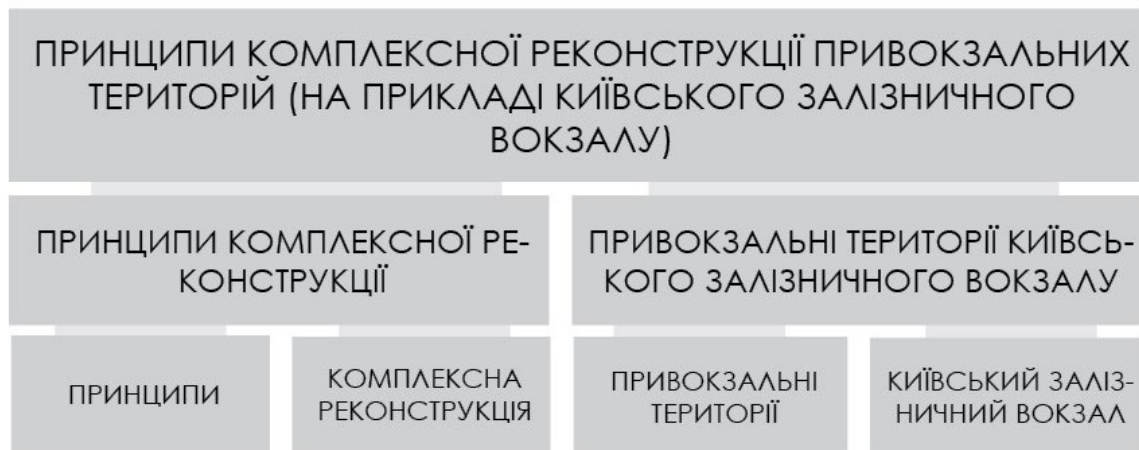 ПРИНЦИПИ КОМПЛЕКСНОЇ РЕКОНСТРУКЦІЇ ПРИВОКЗАЛЬНИХ
ТЕРИТОРІЙ (НА ПРИКЛАДІ КИЇВСЬКОГО ЗАЛІЗНИЧНОГО
ВОКЗАЛУ)
ПРИНЦИПИ КОМПЛЕКСНОЇ РЕ-
КОНСТРУКЦІЇ
ПРИВОКЗАЛЬНІ ТЕРИТОРІЇ КИЇВСЬ-
КОГО ЗАЛІЗНИЧНОГО ВОКЗАЛУ
ПРИНЦИПИ
КОМПЛЕКСНА
РЕКОНСТРУКЦІЯ
ПРИВОКЗАЛЬНІ
ТЕРИТОРІЇ
КИЇВСЬКИЙ ЗАЛІЗ-
НИЧНИЙ ВОКЗАЛ